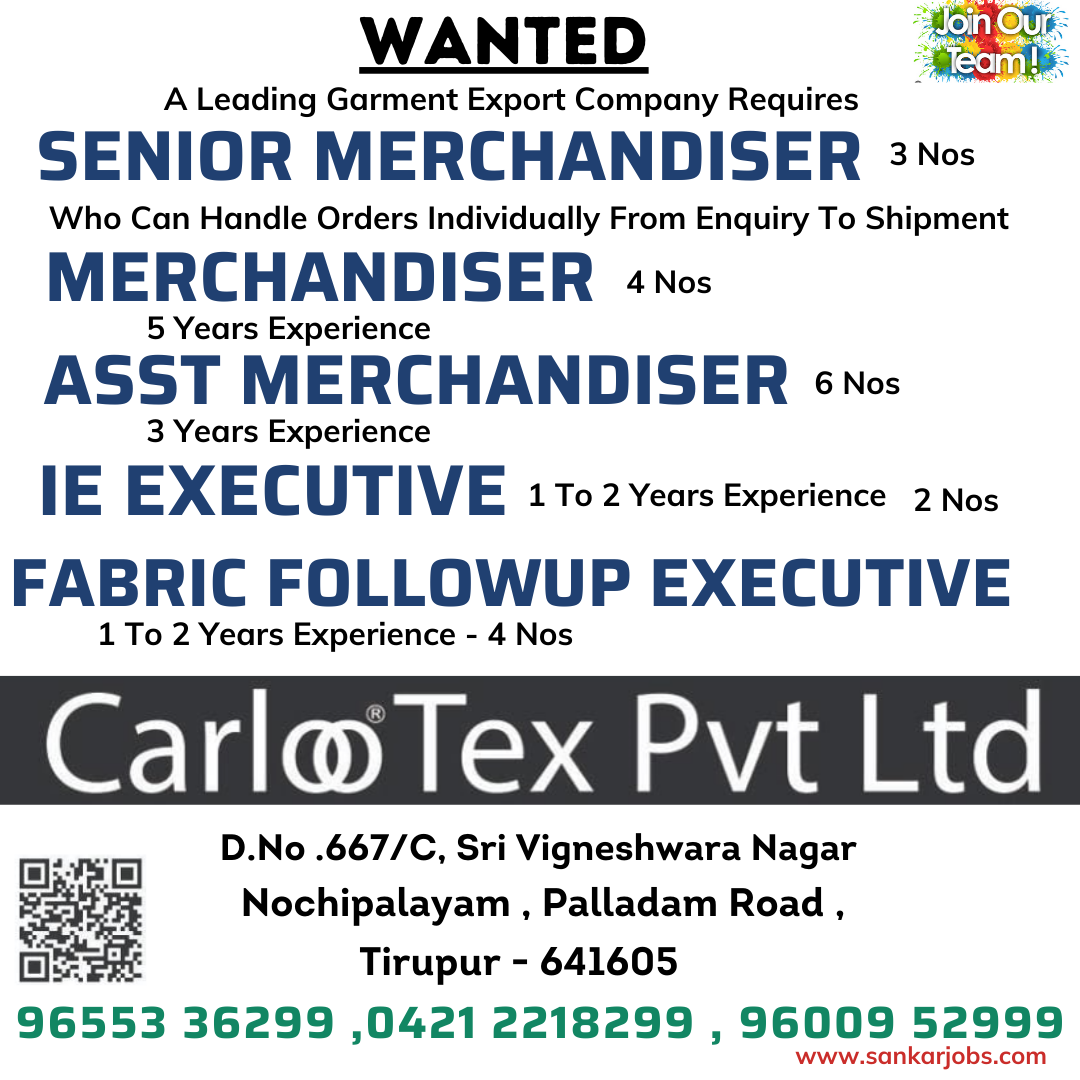 WANTED
Join Our
Team!
A Leading Garment Export Company Requires
SENIOR MERCHANDISER 3 Nos
Who Can Handle Orders Individually From Enquiry To Shipment
MERCHANDISER 4 Nos
5 Years Experience
ASST MERCHANDISER 6 Nos
3 Years Experience
IE EXECUTIVE 1 To 2 Years Experience 2 Nos
FABRIC FOLLOWUP EXECUTIVE
1 To 2 Years Experience - 4 Nos
Carloo® Tex Pvt Ltd
D.No .667/C, Sri Vigneshwara Nagar
Nochipalayam , Palladam Road ,
Tirupur - 641605
96553 36299 ,0421 2218299 , 96009 52999
www.sankarjobs.com